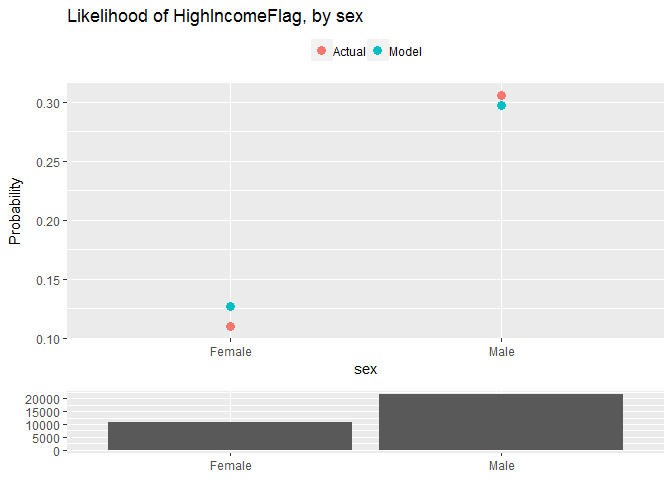 Likelihood of HighIncomeFlag, by sex
Actual Model
Probability
0.30
0.25
0.20
0.15
0.10
Female Male
sex
20000
15000
10000
5000
0
Female Male